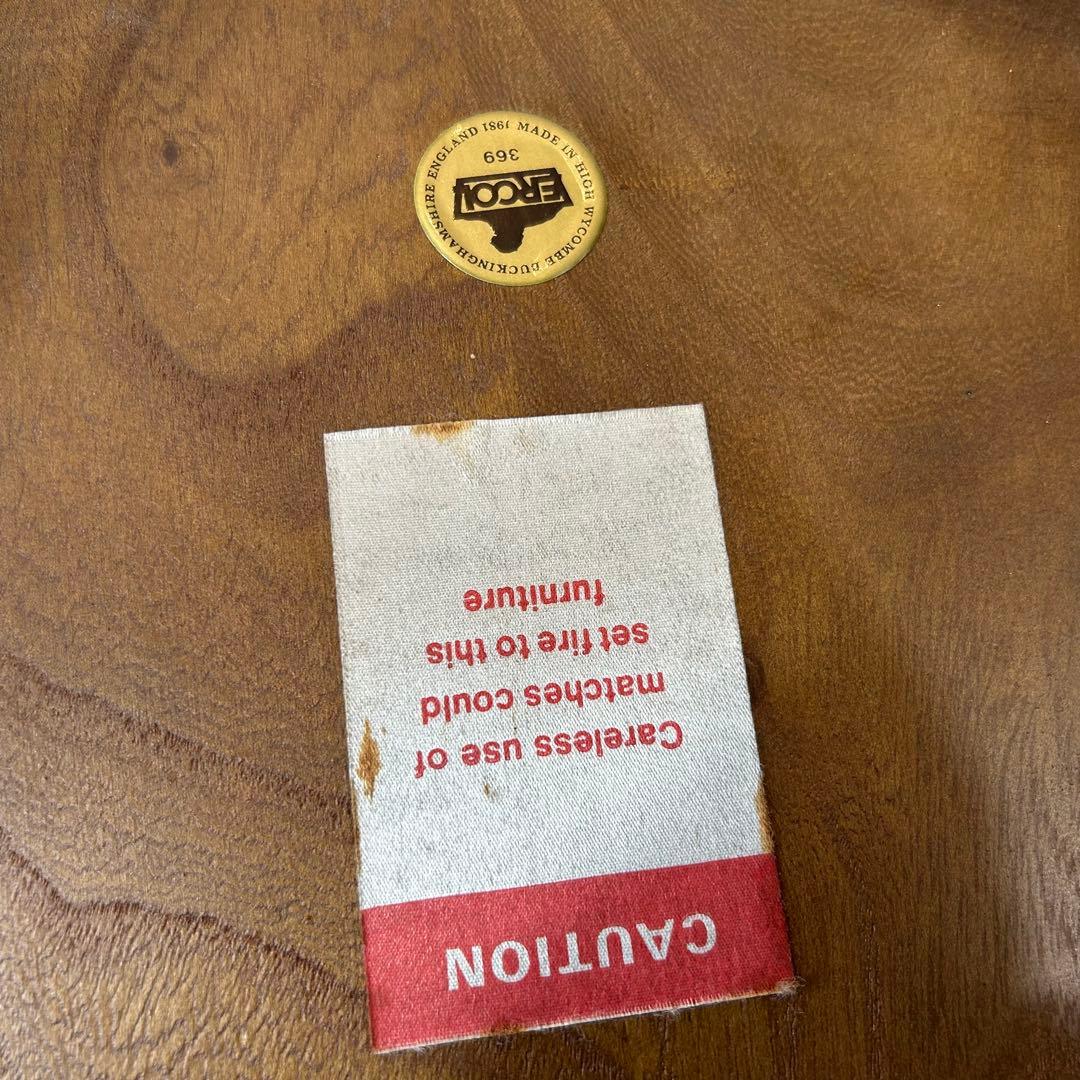 CAUTION
Careless use of
matches could
set fire to this
furniture
ERCOL
369
MADE IN HIGH WYCOMBE BUCKINGHAMSHIRE ENGLAND